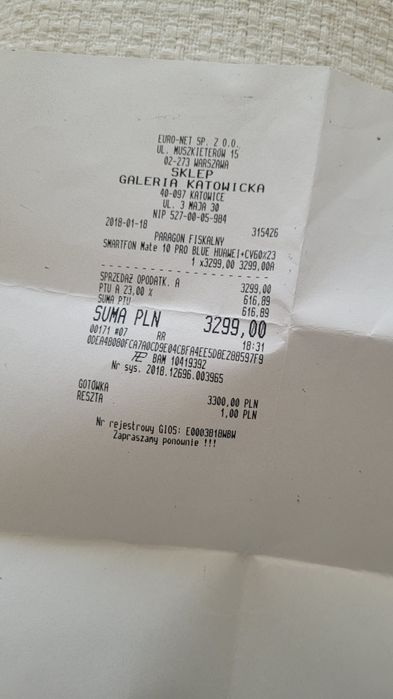 EURO-NET SP. Z O.O.
UL. MUSZKIETERÓW 15
02-273 WARSZAWA
SKLEP
GALERIA KATOWICKA
40-097 KATOWICE
UL. 3 MAJA 30
NIP 527-00-05-984
2018-01-18 315426
PARAGON FISKALNY
SMARTFON Mate 10 PRO BLUE HUAWEI*CV60%23
1 x3299,00 3299,00A
SPRZEDAŻ OPODATK. A 3299,00
PTU A 23,00 % 616,89
SUMA PTU 616,89
SUMA PLN 3299,00
00171 #07 RR 18:31
0DEA4B080FCA7A0CD9E04CBFA4EE5D8E288597F9
BAM 10419392
Nr sys. 2018.12696.003965
GOTÓWKA 3300,00 PLN
RESZTA 1,00 PLN
Nr rejestrowy GIOS: E0003818WBW
Zapraszamy ponownie !!!